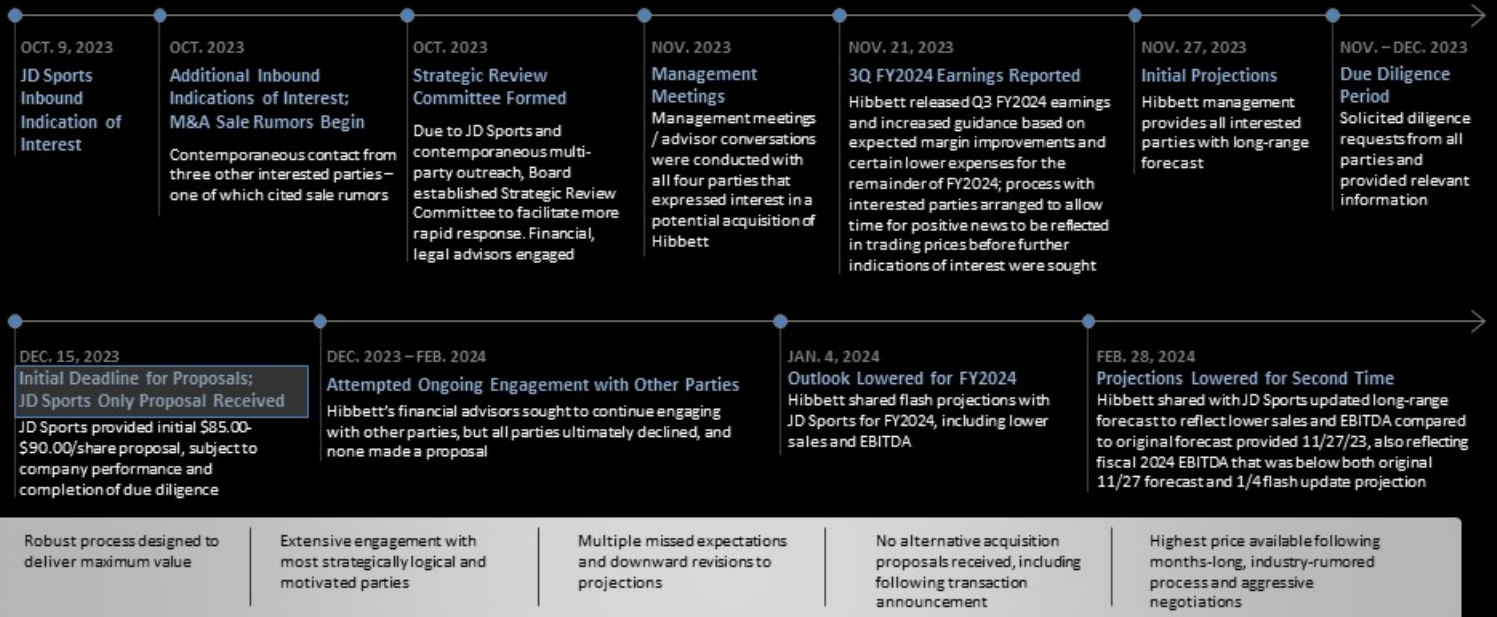 OCT. 9, 2023
JD Sports
Inbound
Indication of
Interest
OCT. 2023
Additional Inbound
Indications of Interest;
M&A Sale Rumors Begin
Contemporaneous contact from
three other interested parties –
one of which cited sale rumors
OCT. 2023
Strategic Review
Committee Formed
Due to JD Sports and
contemporaneous multi-
party outreach, Board
established Strategic Review
Committee to facilitate more
rapid response. Financial,
legal advisors engaged
NOV. 2023
Management
Meetings
Management meetings
/ advisor conversations
were conducted with
all four parties that
expressed interest in a
potential acquisition of
Hibbett
NOV. 21, 2023
3Q FY2024 Earnings Reported
Hibbett released Q3 FY2024 earnings
and increased guidance based on
expected margin improvements and
certain lower expenses for the
remainder of FY2024; process with
interested parties arranged to allow
time for positive news to be reflected
in trading prices before further
indications of interest were sought
NOV. 27, 2023
Initial Projections
Hibbett management
provides all interested
parties with long-range
forecast
NOV. – DEC. 2023
Due Diligence
Period
Solicited diligence
requests from all
parties and
provided relevant
information
DEC. 15, 2023
Initial Deadline for Proposals;
JD Sports Only Proposal Received
JD Sports provided initial $85.00-
$90.00/share proposal, subject to
company performance and
completion of due diligence
DEC. 2023 – FEB. 2024
Attempted Ongoing Engagement with Other Parties
Hibbett's financial advisors sought to continue engaging
with other parties, but all parties ultimately declined, and
none made a proposal
JAN. 4, 2024
Outlook Lowered for FY2024
Hibbett shared flash projections with
JD Sports for FY2024, including lower
sales and EBITDA
FEB. 28, 2024
Projections Lowered for Second Time
Hibbett shared with JD Sports updated long-range
forecast to reflect lower sales and EBITDA compared
to original forecast provided 11/27/23, also reflecting
fiscal 2024 EBITDA that was below both original
11/27 forecast and 1/4 flash update projection
Robust process designed to
deliver maximum value
Extensive engagement with
most strategically logical and
motivated parties
Multiple missed expectations
and downward revisions to
projections
No alternative acquisition
proposals received, including
following transaction
announcement
Highest price available following
months-long, industry-rumored
process and aggressive
negotiations